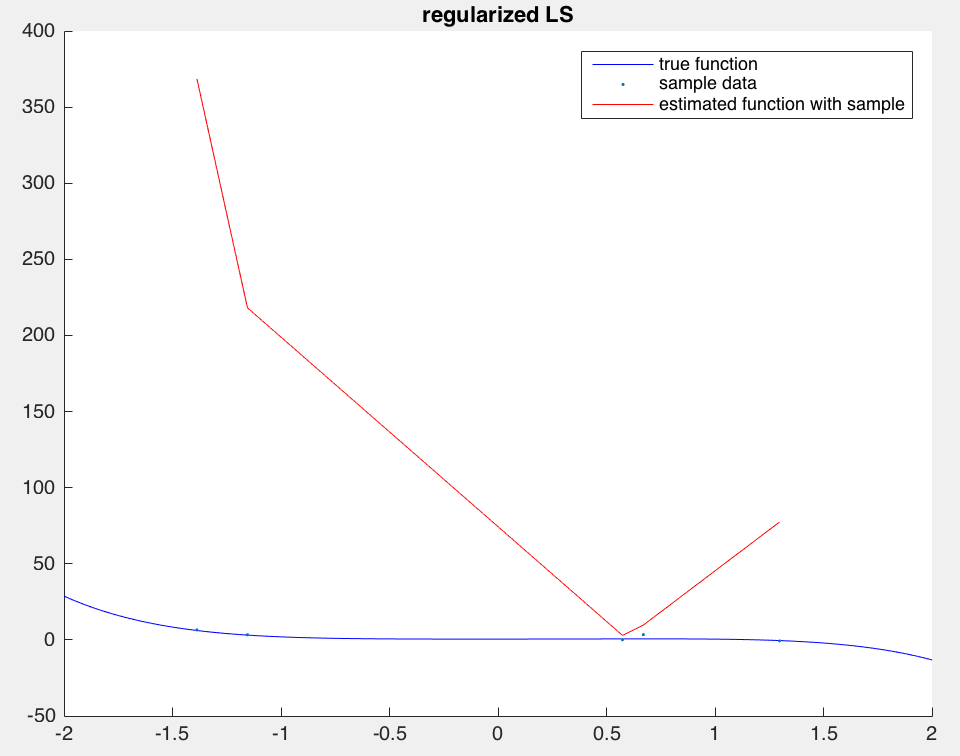 regularized LS
400
350
300
250
200
150
100
50
0
-50
true function
sample data
estimated function with sample
-2 -1.5 -1 -0.5 0 0.5 1 1.5 2